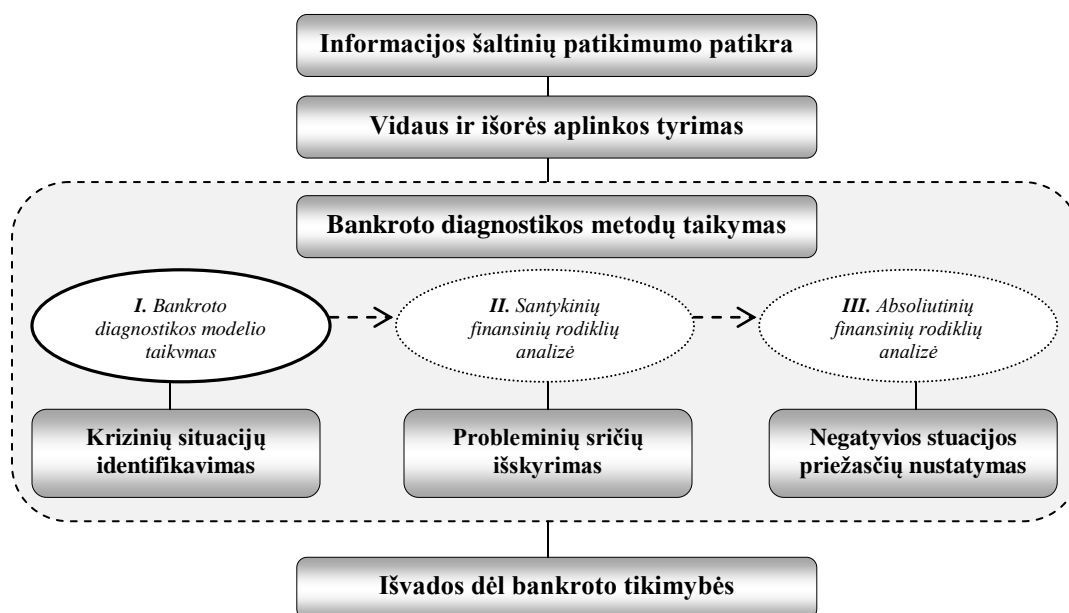 Informacijos šaltinių patikimumo patikra
Vidaus ir išorės aplinkos tyrimas
Bankroto diagnostikos metodų taikymas
I. Bankroto
diagnostikos modelio
taikymas
II. Santykinių
finansinių rodiklių
analizė
III. Absoliutinių
finansinių rodiklių
analizė
Krizinių situacijų
identifikavimas
Probleminių sričių
išskyrimas
Negatyvios stuacijos
priežasčių nustatymas
Išvados dėl bankroto tikimybės